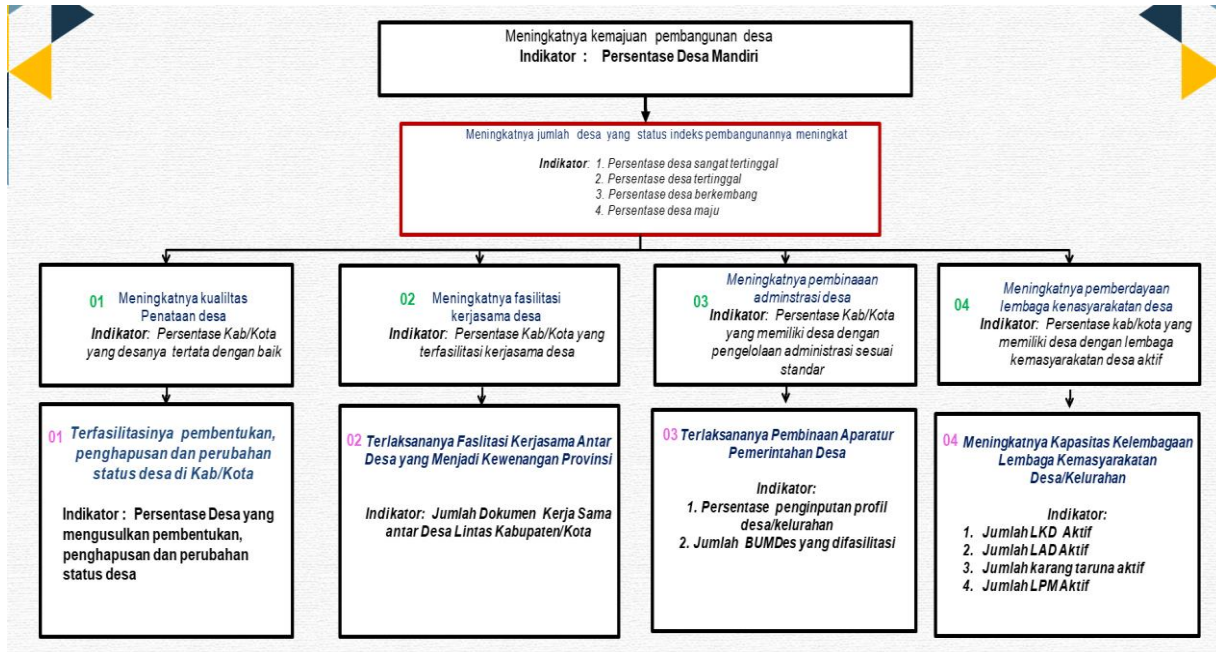 Meningkatnya kemajuan pembangunan desa
Indikator : Persentase Desa Mandiri
Meningkatnya jumlah desa yang status indeks pembangunannya meningkat
Indikator: 1. Persentase desa sangat tertinggal
2. Persentase desa tertinggal
3. Persentase desa berkembang
4. Persentase desa maju
01 Meningkatnya kualiltas
Penataan desa
Indikator: Persentase Kab/Kota
yang desanya tertata dengan baik
02 Meningkatnya fasilitasi
kerjasama desa
Indikator: Persentase Kab/Kota yang
terfasilitasi kerjasama desa
Meningkatnya pembinaaan
03 adminstrasi desa
Indikator: Persentase Kab/Kota
yang memiliki desa dengan
pengelolaan administrasi sesuai
standar
Meningkatnya pemberdayaan
04 lembaga kenasyarakatan desa
Indikator: Persentase kab/kota yang
memiliki desa dengan lembaga
kemasyarakatan desa aktif
01 Terfasilitasinya pembentukan,
penghapusan dan perubahan
status desa di Kab/Kota
Indikator : Persentase Desa yang
mengusulkan pembentukan,
penghapusan dan perubahan
status desa
02 Terlaksananya Faslitasi Kerjasama Antar
Desa yang Menjadi Kewenangan Provinsi
Indikator: Jumlah Dokumen Kerja Sama
antar Desa Lintas Kabupaten/Kota
03 Terlaksananya Pembinaan Aparatur
Pemerintahan Desa
Indikator:
1. Persentase penginputan profil
desa/kelurahan
2. Jumlah BUMDes yang difasilitasi
04 Meningkatnya Kapasitas Kelembagaan
Lembaga Kemasyarakatan
Desa/Kelurahan
Indikator:
1. Jumlah LKD Aktif
2. Jumlah LAD Aktif
3. Jumlah karang taruna aktif
4. Jumlah LPM Aktif